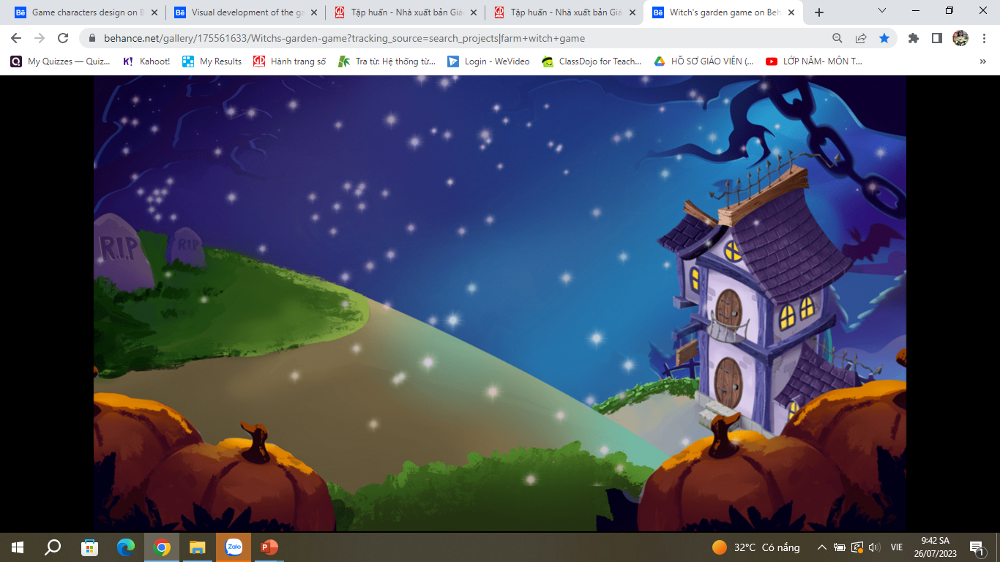 Game characters design on B
Visual development of the ga
Tập huấn - Nhà xuất bản Giá
Tập huấn - Nhà xuất bản Giá
Witch's garden game on Beh
behance.net/gallery/175561633/Witchs-garden-game?tracking_source=search_projects|farm+witch+game
My Quizzes — Quiz...
Kahoot!
My Results
Hành trang số
Tra từ: Hệ thống từ...
Login - WeVideo
ClassDojo for Teach...
HỒ SƠ GIÁO VIÊN (...
LỚP NĂM- MÔN T...
R.I.P
RIP
Zalo
32°C Có nắng
VIE
9:42 SA
26/07/2023
1